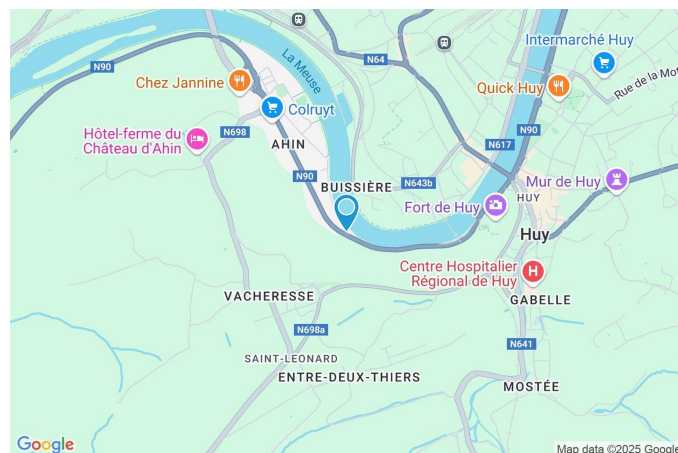 Intermarché Huy
La Meuse
N64
N90
Rue de la Mo
Chez Jannine
Quick Huy
Colruyt
N90
Hôtel-ferme du
Château d'Ahin
N698
AHIN
N617
N90
BUISSIÈRE
N643b
Mur de Huy
HUY
Fort de Huy
Huy
Centre Hospitalier
Régional de Huy
GABELLE
VACHERESSE
N698a
N641
SAINT-LEONARD
ENTRE-DEUX-THIERS
MOSTÉE
Google
Map data ©2025 Google